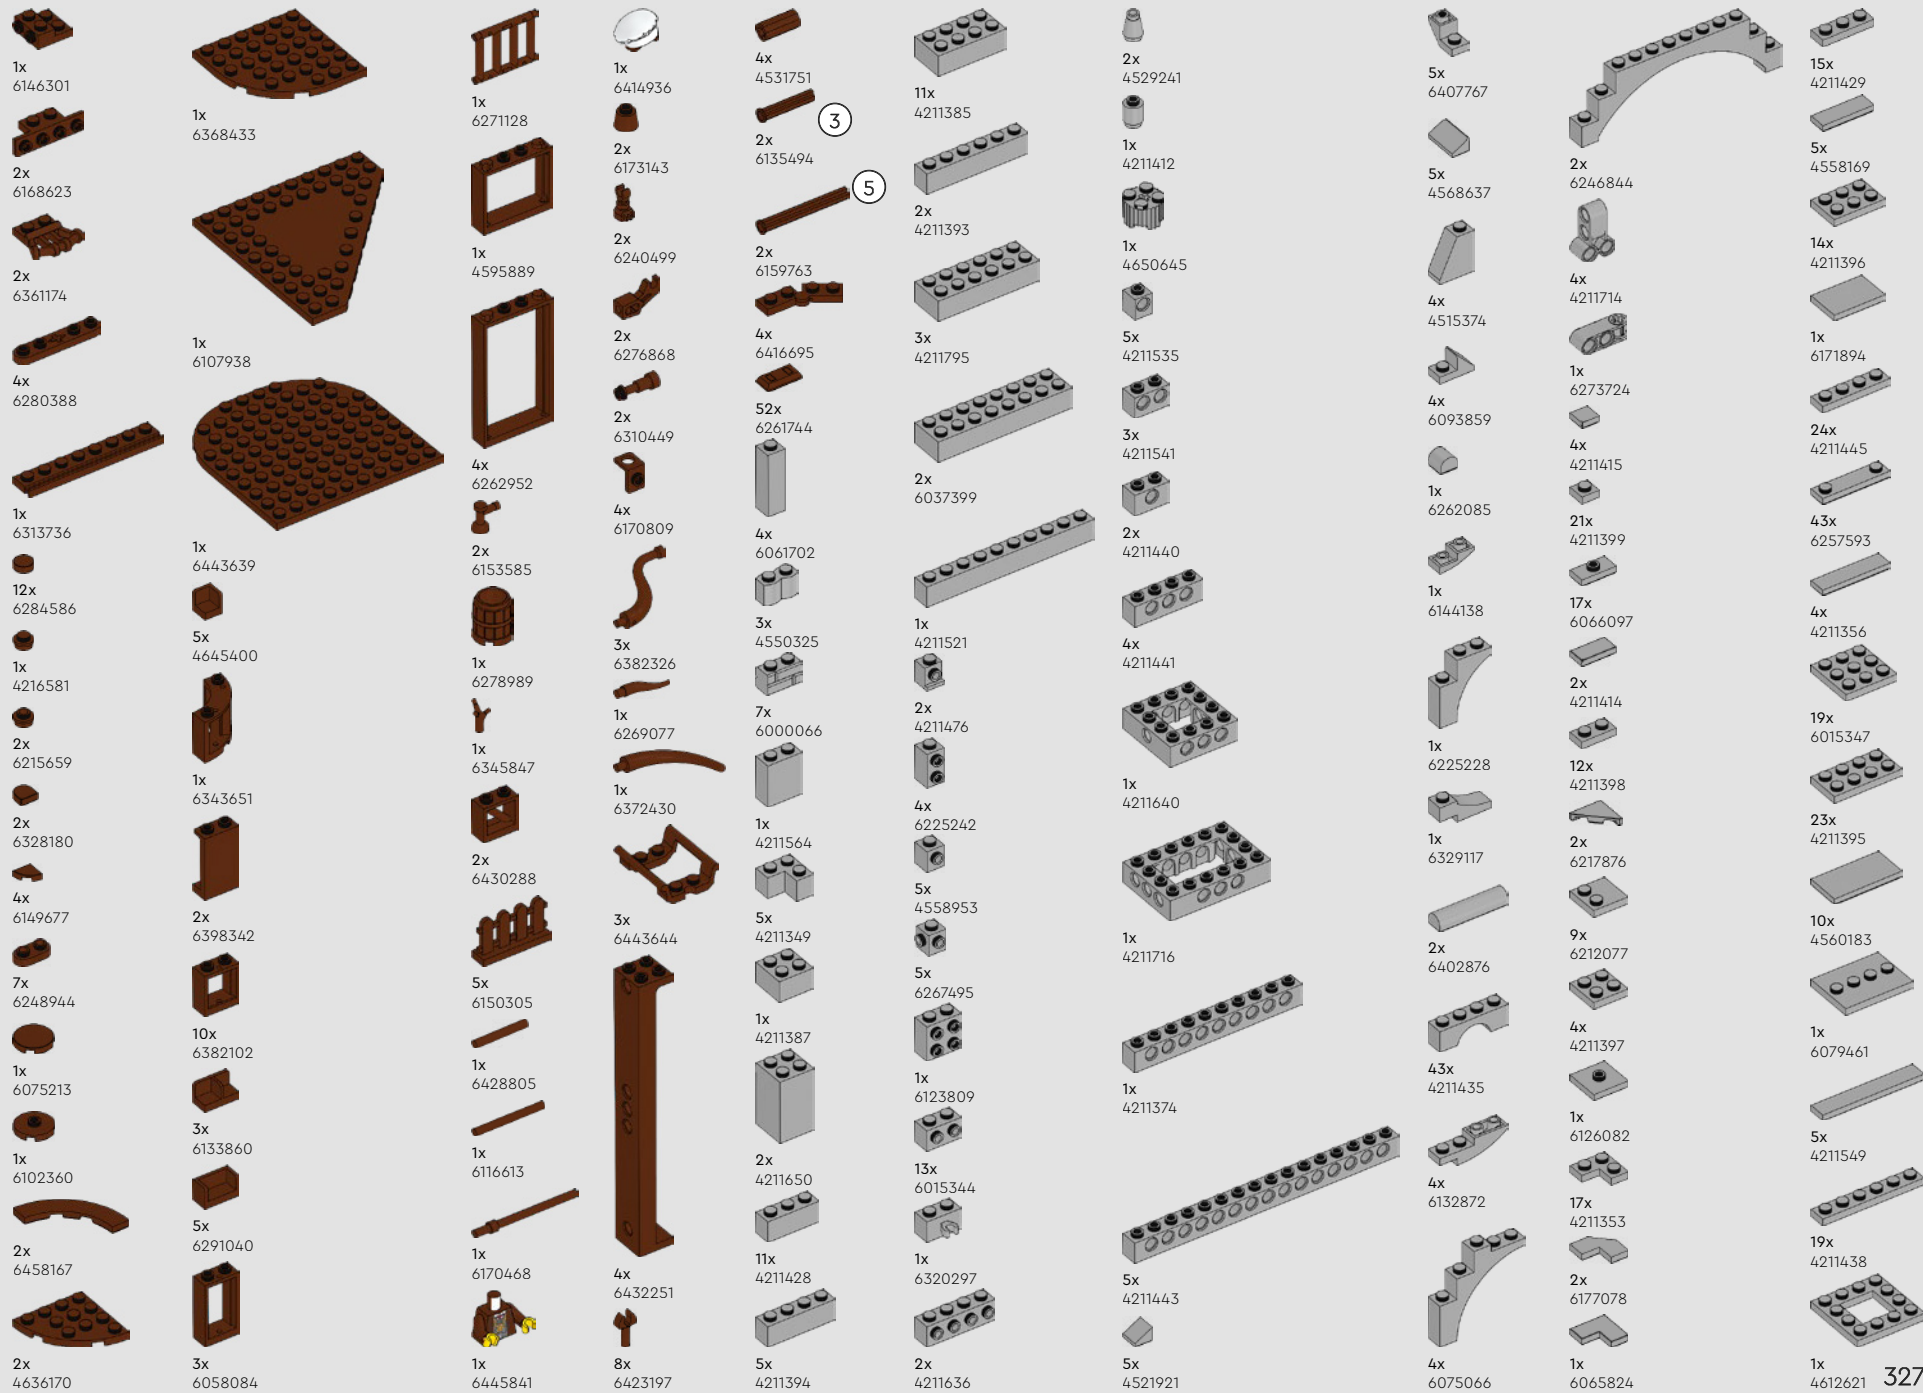 1x
6146301
2x
6168623
2x
6361174
4x
6280388
1x
6313736
12x
6284586
1x
4216581
2x
6215659
2x
6328180
4x
6149677
7x
6248944
1x
6075213
1x
6102360
2x
6458167
2x
4636170
1x
6368433
1x
6107938
1x
6443639
5x
4645400
1x
6343651
2x
6398342
10x
6382102
3x
6133860
5x
6291040
3x
6058084
1x
6271128
1x
4595889
4x
6262952
2x
6153585
1x
6278989
1x
6345847
2x
6430288
5x
6150305
1x
6428805
1x
6116613
1x
6170468
1x
6445841
1x
6414936
2x
6173143
2x
6240499
2x
6276868
2x
6310449
4x
6170809
3x
6382326
1x
6269077
1x
6372430
3x
6443644
4x
6432251
8x
6423197
4x
4531751
3
2x
6135494
5
2x
6159763
4x
6416695
52x
6261744
4x
6061702
3x
4550325
7x
6000066
1x
4211564
5x
4211349
1x
4211387
2x
4211650
11x
4211428
5x
4211394
11x
4211385
2x
4211393
3x
4211795
2x
6037399
1x
4211521
2x
4211476
4x
6225242
5x
4558953
5x
6267495
1x
6123809
13x
6015344
1x
6320297
2x
4211636
2x
4529241
1x
4211412
1x
4650645
5x
4211535
3x
4211541
2x
4211440
4x
4211441
1x
4211640
1x
4211716
1x
4211374
5x
4211443
5x
4521921
5x
6407767
5x
4568637
4x
4515374
4x
6093859
1x
6262085
1x
6144138
1x
6225228
1x
6329117
2x
6402876
43x
4211435
4x
6132872
4x
6075066
2x
6246844
4x
4211714
1x
6273724
4x
4211415
21x
4211399
17x
6066097
2x
4211414
12x
4211398
2x
6217876
9x
6212077
4x
4211397
1x
6126082
17x
4211353
2x
6177078
1x
6065824
15x
4211429
5x
4558169
14x
4211396
1x
6171894
24x
4211445
43x
6257593
4x
4211356
19x
6015347
23x
4211395
10x
4560183
1x
6079461
5x
4211549
19x
4211438
1x
4612621
327